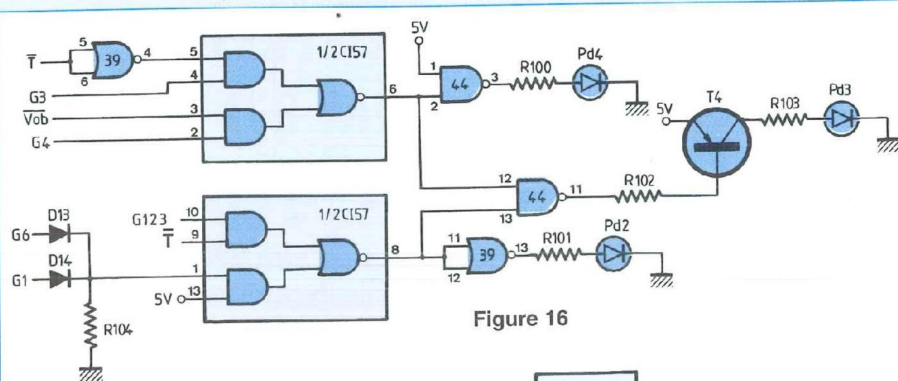 5
T̅
39
4
6
G3
V̅o̅b̅
G4
5
4
3
2
1/2CI57
6
5V
1
44
3
2
R100
Pd4
T4
5V
R103
Pd3
12
44
11
13
R102
G6
D13
G1
D14
R104
G123
10
T̿
9
1
5V
13
1/2CI57
8
11
39
13
12
R101
Pd2
Figure 16